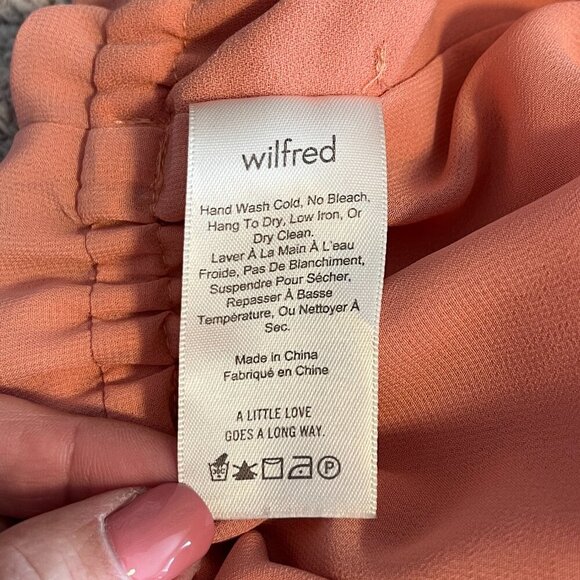 wilfred
Hand Wash Cold, No Bleach,
Hang To Dry, Low Iron, Or
Dry Clean.
Laver À La Main À L'eau
Froide, Pas De Blanchiment,
Suspendre Pour Sécher,
Repasser À Basse
Température, Ou Nettoyer À
Sec.
Made in China
Fabriqué en Chine
A LITTLE LOVE
GOES A LONG WAY.
P